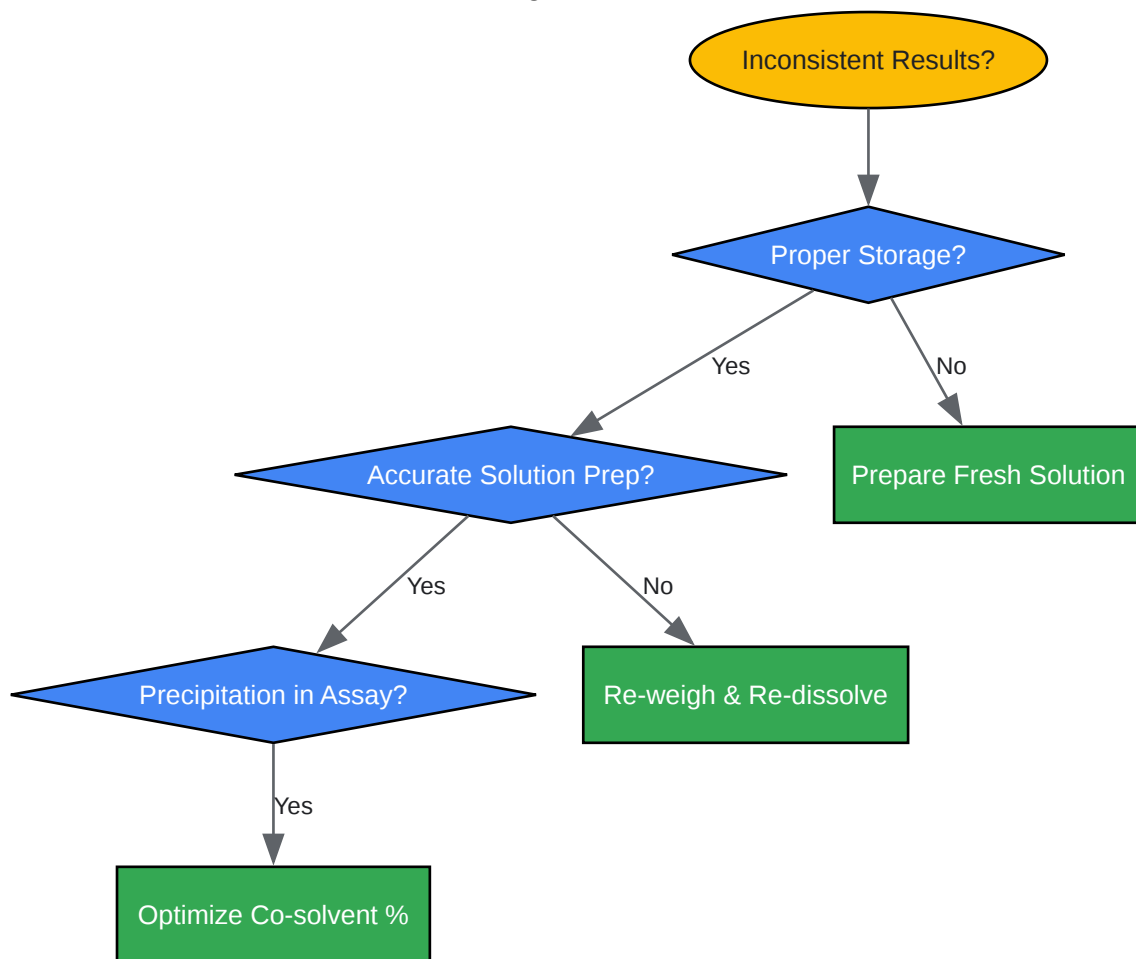 Inconsistent Results?
Proper Storage?
Yes
No
Accurate Solution Prep?
Prepare Fresh Solution
Yes
No
Precipitation in Assay?
Re-weigh & Re-dissolve
Yes
Optimize Co-solvent %